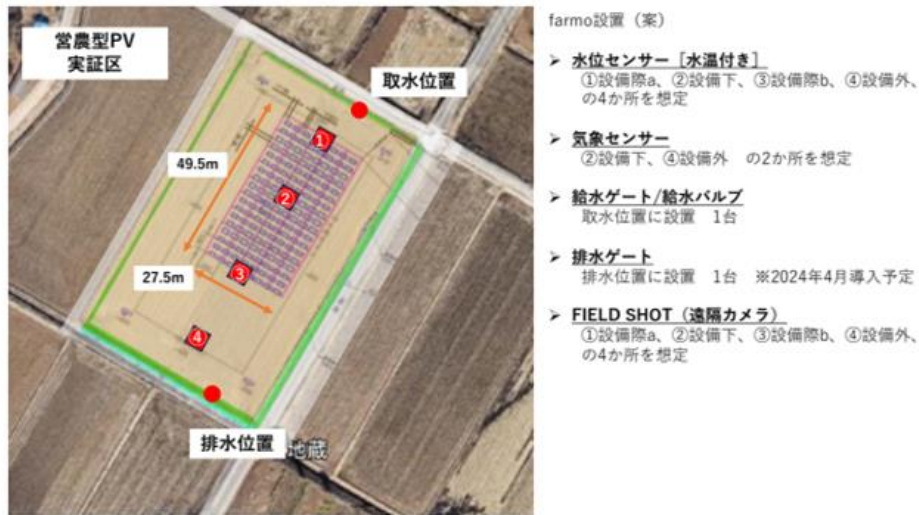 営農型PV
実証区
取水位置
①
49.5m
②
27.5m
③
④
排水位置
地蔵
farmo設置（案）
➢ 水位センサー［水温付き］
①設備際a、②設備下、③設備際b、④設備外、
の4か所を想定
➢ 気象センサー
②設備下、④設備外　の2か所を想定
➢ 給水ゲート/給水バルブ
取水位置に設置　1台
➢ 排水ゲート
排水位置に設置　1台　※2024年4月導入予定
➢ FIELD SHOT（遠隔カメラ）
①設備際a、②設備下、③設備際b、④設備外、
の4か所を想定